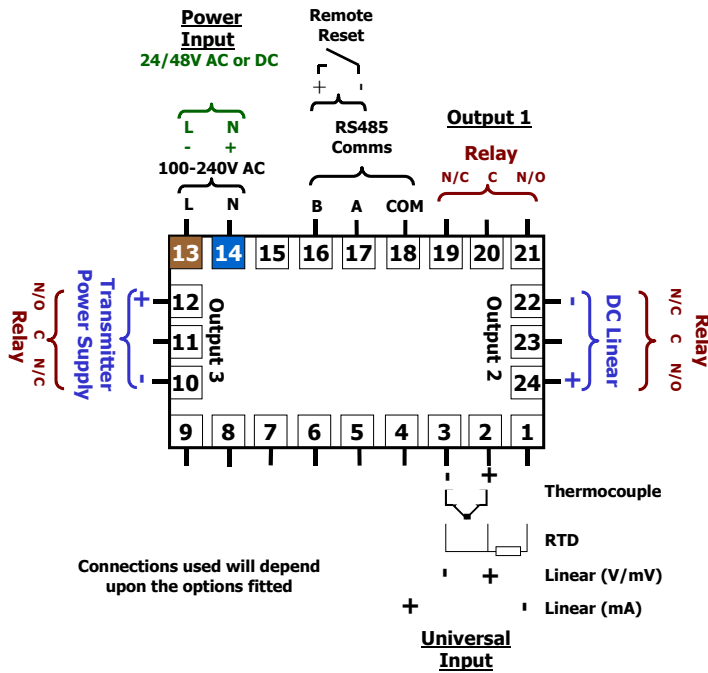 Power
Input
24/48V AC or DC
L N
- +
100-240V AC
L N
Remote
Reset
+ -
RS485
Comms
B A COM
Output 1
Relay
N/C C N/O
13 14 15 16 17 18 19 20 21
12
11
10
Output 3
+
-
Transmitter
Power Supply
N/O C N/C
Relay
22
23
24
Output 2
-
+
DC Linear
N/C C N/O
Relay
9 8 7 6 5 4 3 2 1
- +
Thermocouple
RTD
- + Linear (V/mV)
+ - Linear (mA)
Universal
Input
Connections used will depend
upon the options fitted